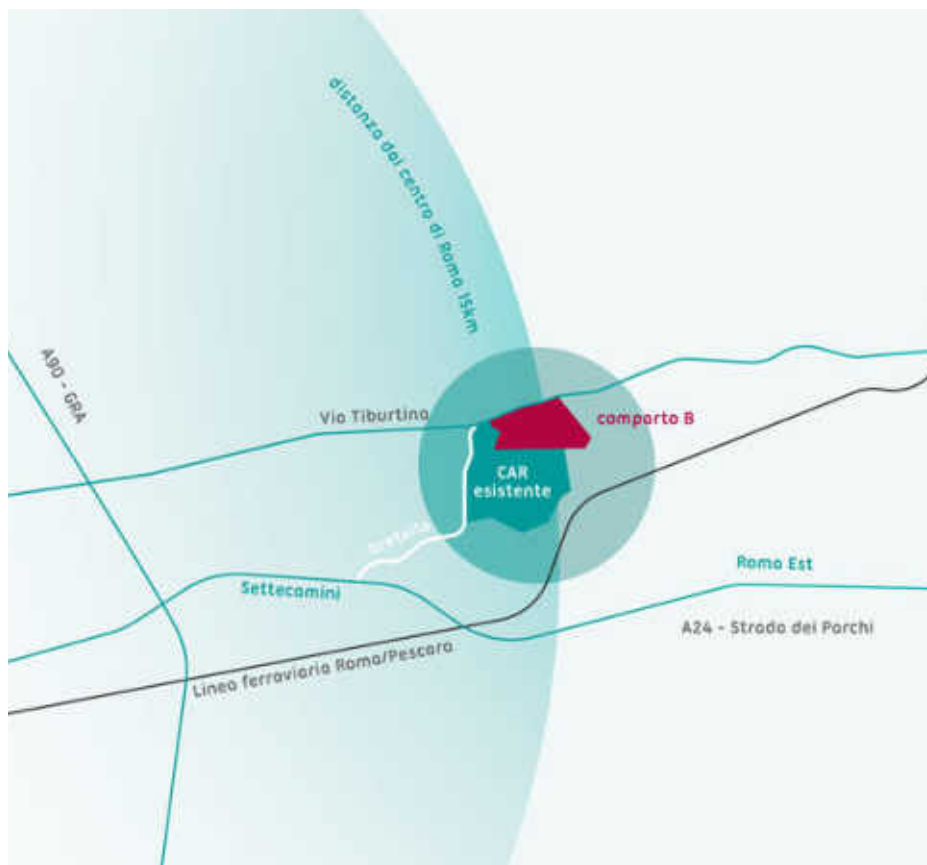 distanza dal centro di Roma 15km
A90 - GRA
Via Tiburtina
comparto B
CAR
esistente
bretella
Settecamini
Roma Est
A24 - Strada dei Parchi
Linea ferroviaria Roma/Pescara